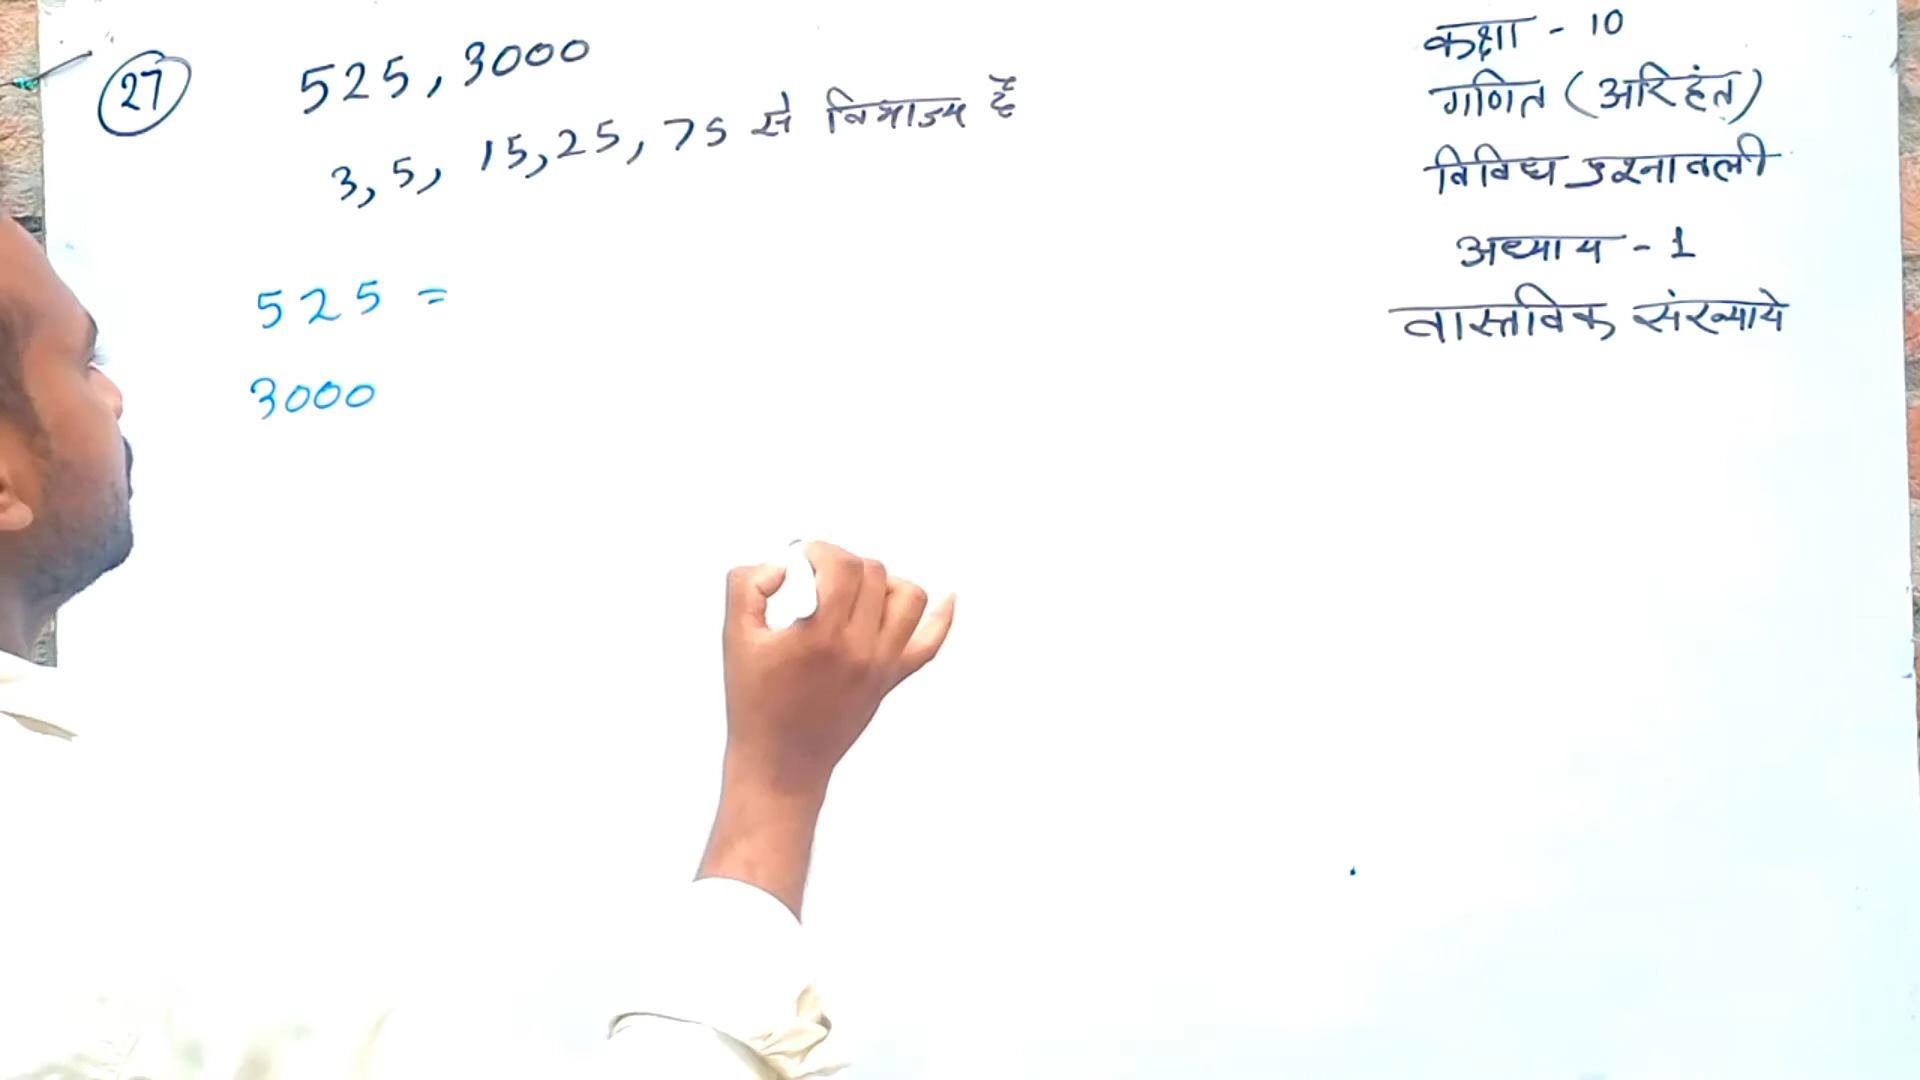 27 525, 3000
3, 5, 15, 25, 75 से विभाज्य है
525 =
3000
कक्षा - 10
गणित (अरिहंत)
विविध प्रश्नावली
अध्याय - 1
वास्तविक संख्याये